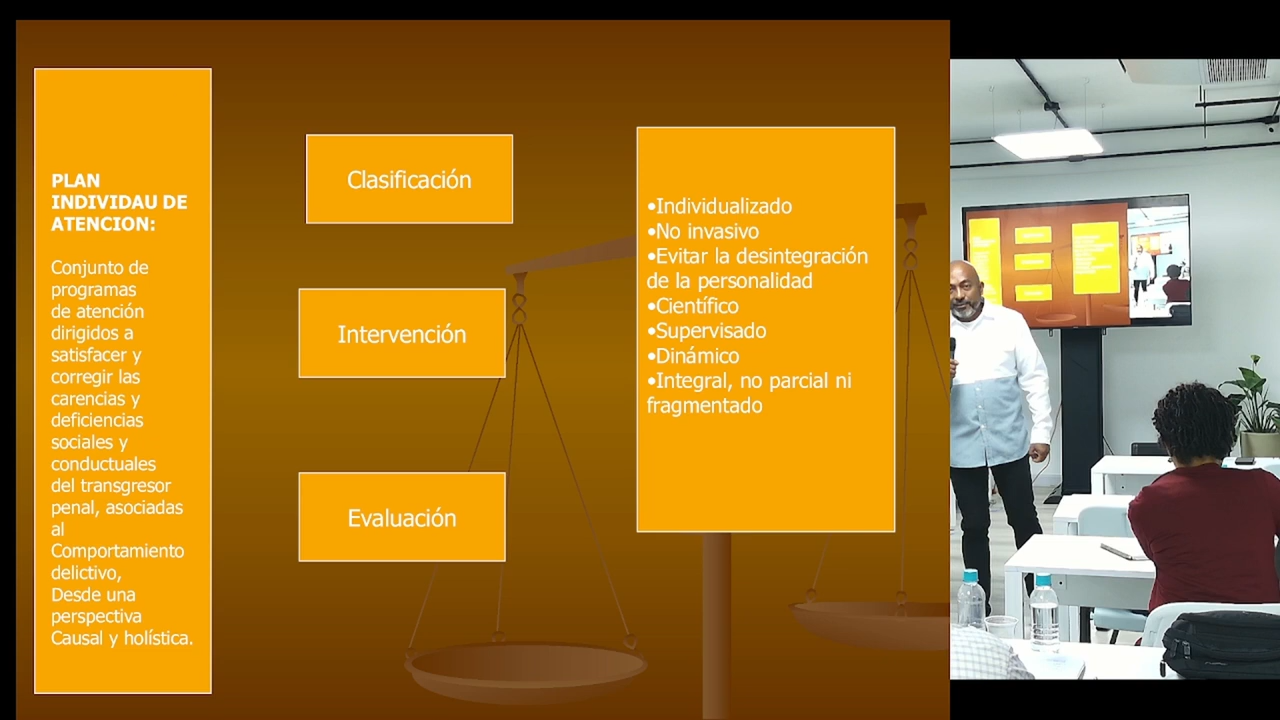 PLAN
INDIVIDAU DE
ATENCION:
Conjunto de
programas
de atención
dirigidos a
satisfacer y
corregir las
carencias y
deficiencias
sociales y
conductuales
del transgresor
penal, asociadas
al
Comportamiento
delictivo,
Desde una
perspectiva
Causal y holística.
Clasificación
Intervención
Evaluación
•Individualizado
•No invasivo
•Evitar la desintegración
de la personalidad
•Científico
•Supervisado
•Dinámico
•Integral, no parcial ni
fragmentado